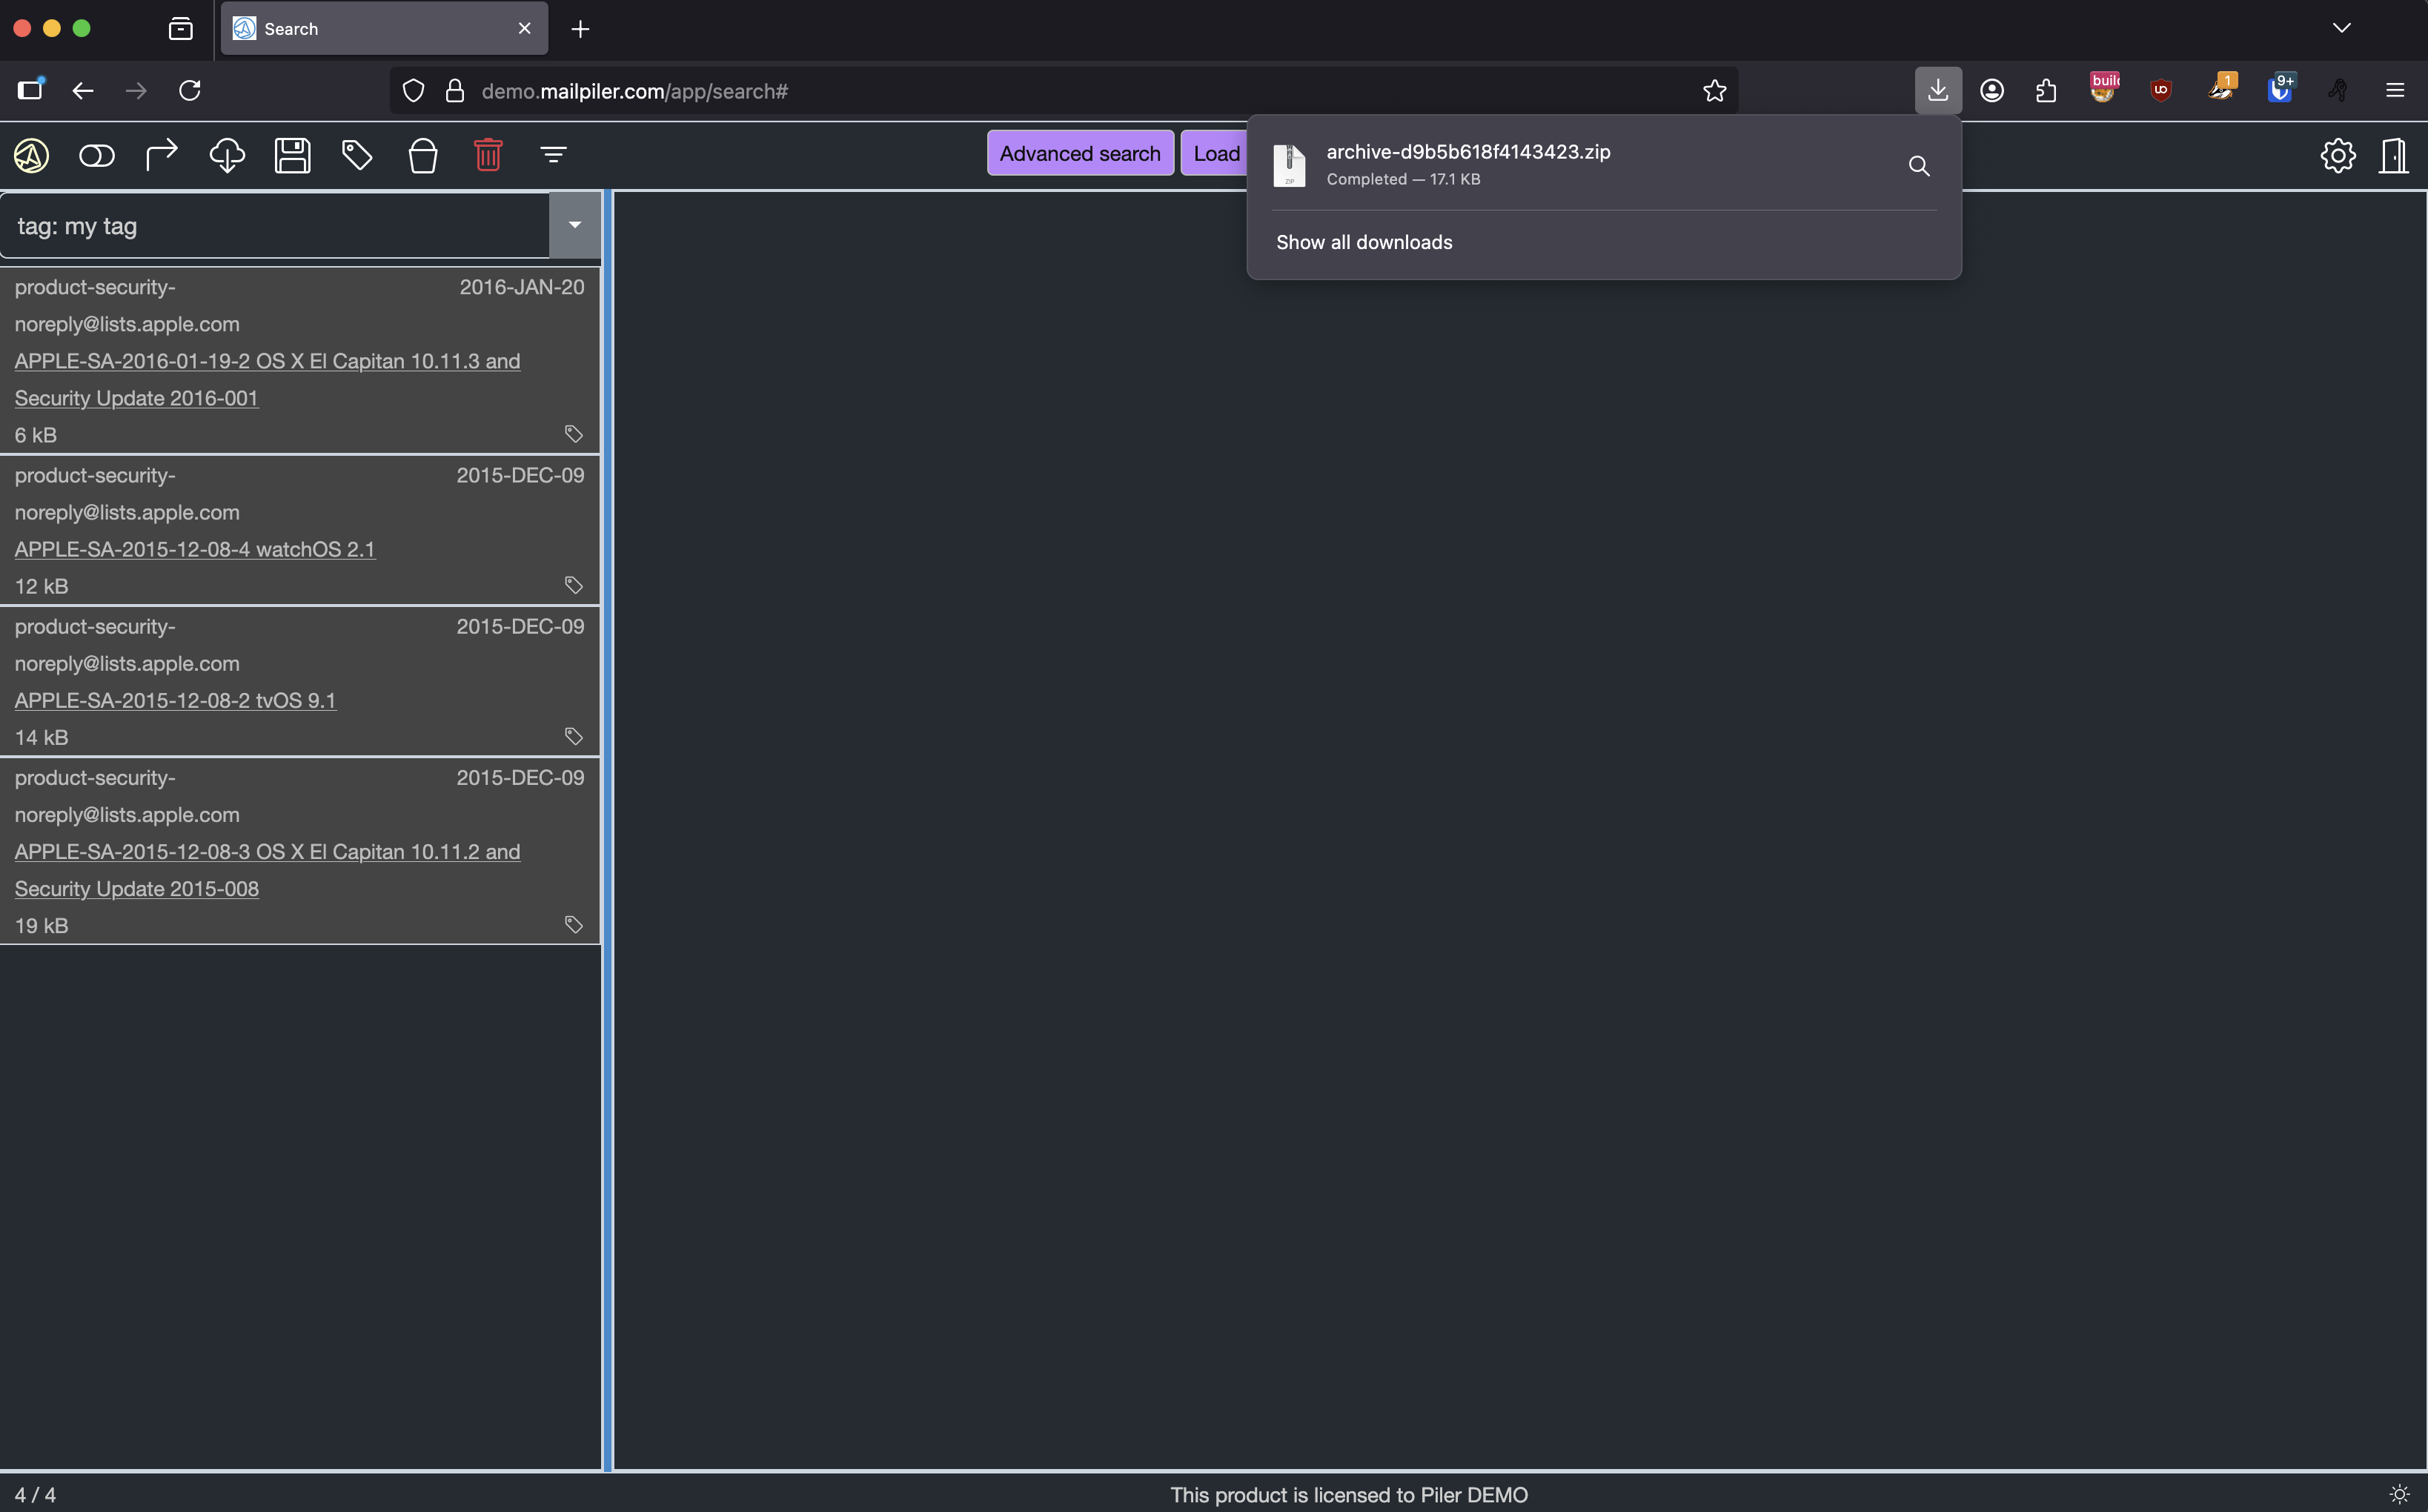 Search
demo.mailpiler.com/app/search#
build
1
9+
Advanced search
Load
archive-d9b5b618f4143423.zip
Completed — 17.1 KB
ZIP
Show all downloads
tag: my tag
product-security-
2016-JAN-20
noreply@lists.apple.com
APPLE-SA-2016-01-19-2 OS X El Capitan 10.11.3 and
Security Update 2016-001
6 kB
product-security-
2015-DEC-09
noreply@lists.apple.com
APPLE-SA-2015-12-08-4 watchOS 2.1
12 kB
product-security-
2015-DEC-09
noreply@lists.apple.com
APPLE-SA-2015-12-08-2 tvOS 9.1
14 kB
product-security-
2015-DEC-09
noreply@lists.apple.com
APPLE-SA-2015-12-08-3 OS X El Capitan 10.11.2 and
Security Update 2015-008
19 kB
4 / 4
This product is licensed to Piler DEMO